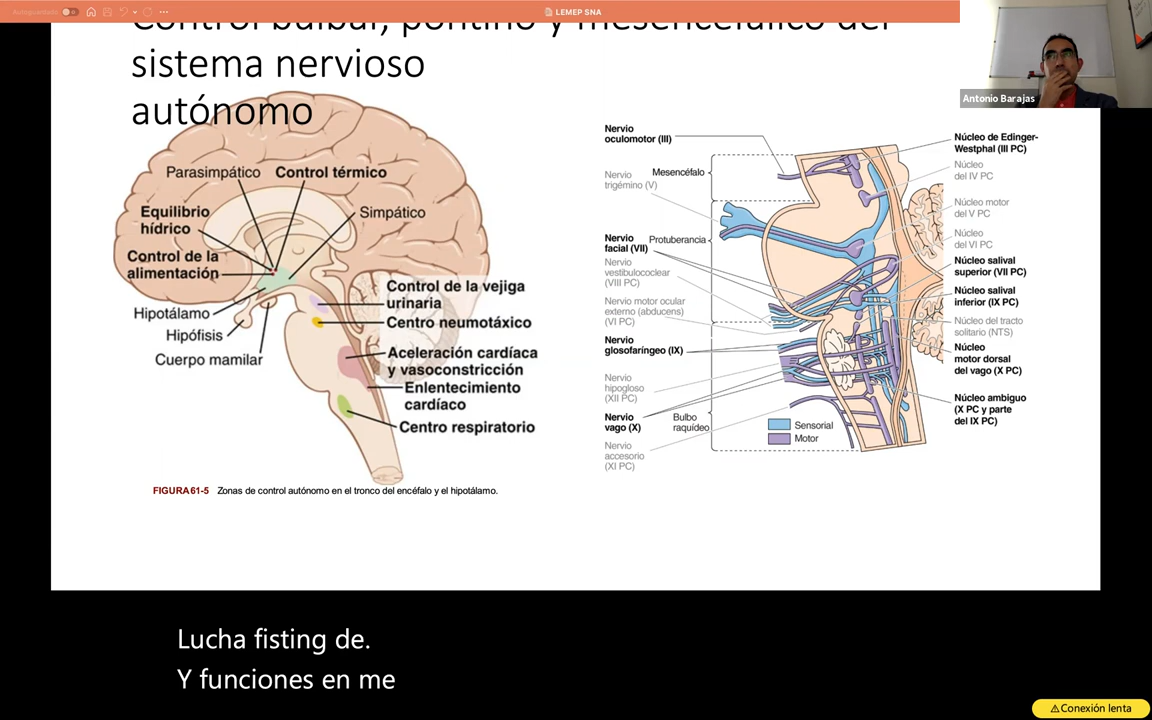 Autoguardado
LEMEP SNA
Control bulbar, pontino y mesencefálico del
sistema nervioso
autónomo
Antonio Barajas
Parasimpático
Control térmico
Equilibrio
hídrico
Simpático
Control de la
alimentación
Hipotálamo
Hipófisis
Cuerpo mamilar
Control de la vejiga
urinaria
Centro neumotáxico
Aceleración cardíaca
y vasoconstricción
Enlentecimiento
cardíaco
Centro respiratorio
FIGURA 61-5 Zonas de control autónomo en el tronco del encéfalo y el hipotálamo.
Nervio
oculomotor (III)
Mesencéfalo
Nervio
trigémino (V)
Nervio
facial (VII)
Protuberancia
Nervio
vestibulococlear
(VIII PC)
Nervio motor ocular
externo (abducens)
(VI PC)
Nervio
glosofaríngeo (IX)
Nervio
hipogloso
(XII PC)
Nervio
vago (X)
Bulbo
raquídeo
Nervio
accesorio
(XI PC)
Sensorial
Motor
Núcleo de Edinger-
Westphal (III PC)
Núcleo
del IV PC
Núcleo motor
del V PC
Núcleo
del VI PC
Núcleo salival
superior (VII PC)
Núcleo salival
inferior (IX PC)
Núcleo del tracto
solitario (NTS)
Núcleo
motor dorsal
del vago (X PC)
Núcleo ambiguo
(X PC y parte
del IX PC)
Lucha fisting de.
Y funciones en me
Conexión lenta